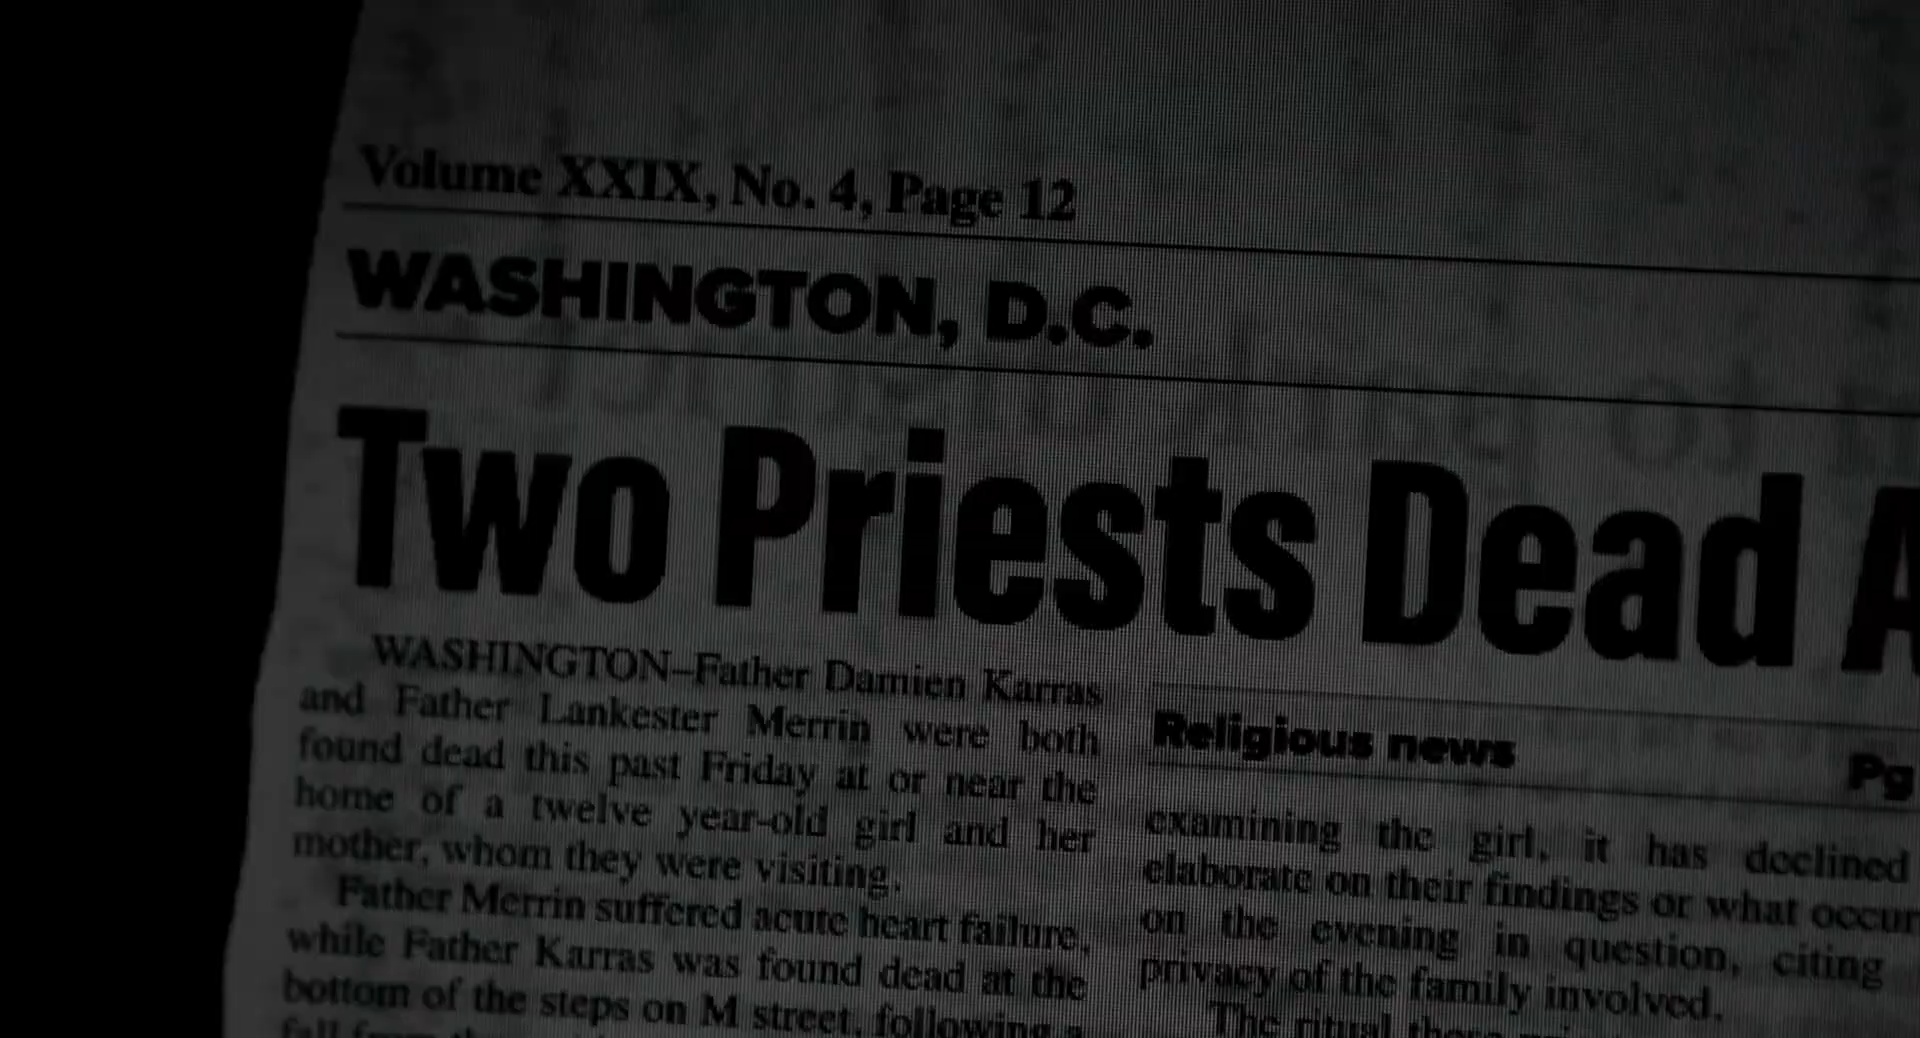 Volume XXIX, No. 4, Page 12
WASHINGTON, D.C.
Two Priests Dead A
WASHINGTON–Father Damien Karras
and Father Lankester Merrin were both
found dead this past Friday at or near the
home of a twelve year-old girl and her
mother, whom they were visiting.
Father Merrin suffered acute heart failure,
while Father Karras was found dead at the
bottom of the steps on M street, following a
fall from
Religious news
Pg
examining the girl, it has declined
elaborate on their findings or what occur
on the evening in question, citing
privacy of the family involved.
The ritual